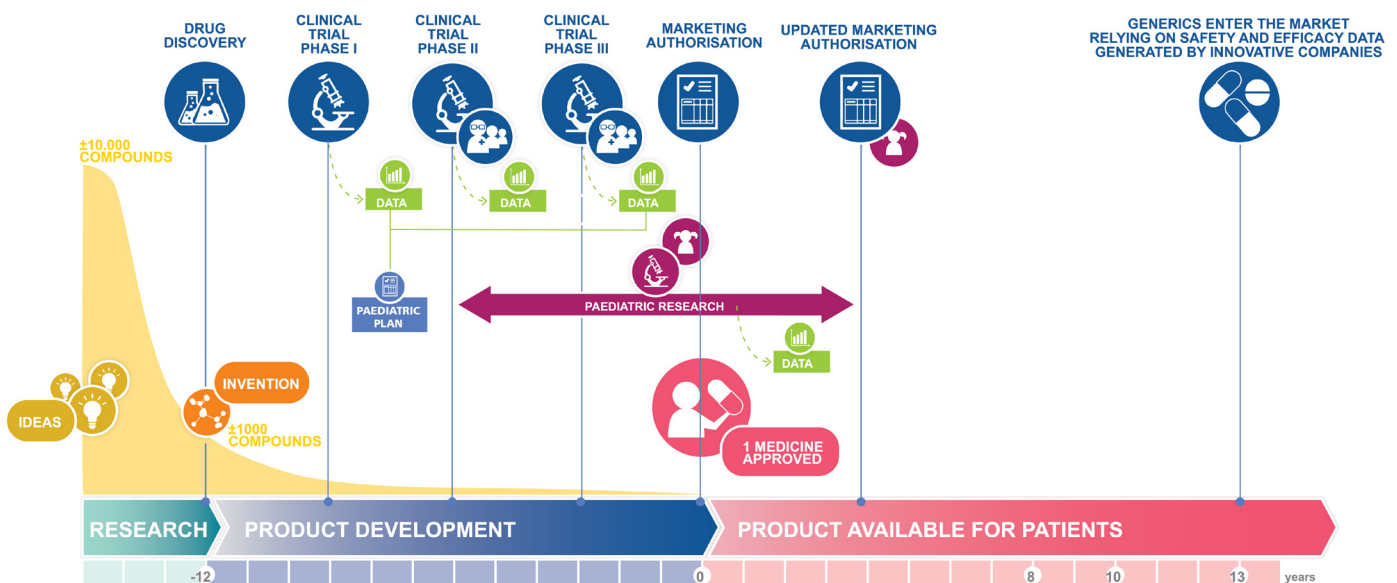 DRUG
DISCOVERY
CLINICAL
TRIAL
PHASE I
CLINICAL
TRIAL
PHASE II
CLINICAL
TRIAL
PHASE III
MARKETING
AUTHORISATION
UPDATED MARKETING
AUTHORISATION
GENERICS ENTER THE MARKET
RELYING ON SAFETY AND EFFICACY DATA
GENERATED BY INNOVATIVE COMPANIES
±10.000
COMPOUNDS
DATA
DATA
DATA
PAEDIATRIC
PLAN
PAEDIATRIC RESEARCH
DATA
IDEAS
INVENTION
±1000
COMPOUNDS
1 MEDICINE
APPROVED
RESEARCH
PRODUCT DEVELOPMENT
PRODUCT AVAILABLE FOR PATIENTS
-12
0
8
10
13
years